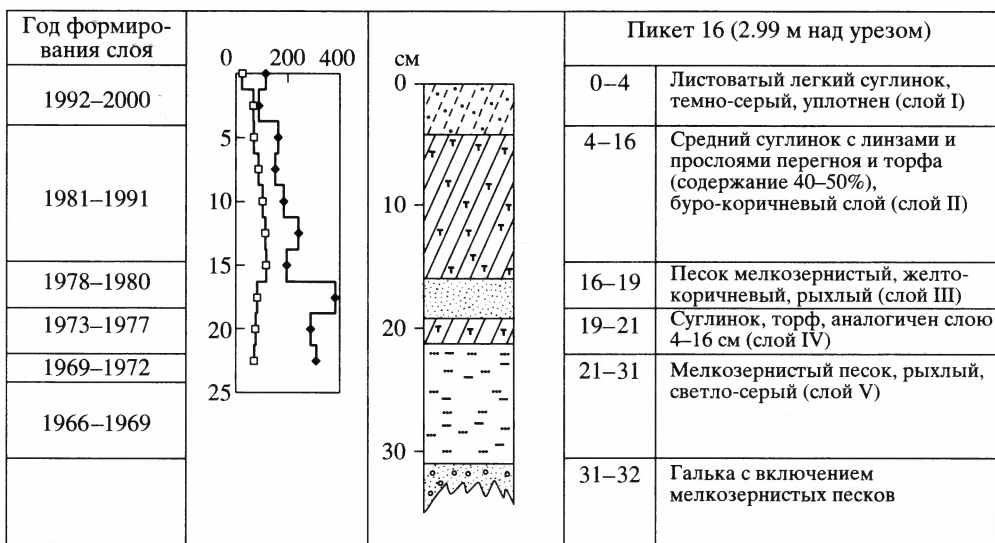 Год формиро-
вания слоя
Пикет 16 (2.99 м над урезом)
0 200 400
см
0
5
10
15
20
25
0
10
20
30
1992–2000
1981–1991
1978–1980
1973–1977
1969–1972
1966–1969
0–4
Листоватый легкий суглинок,
темно-серый, уплотнен (слой I)
4–16
Средний суглинок с линзами и
прослоями перегноя и торфа
(содержание 40–50%),
буро-коричневый слой (слой II)
16–19
Песок мелкозернистый, желто-
коричневый, рыхлый (слой III)
19–21
Суглинок, торф, аналогичен слою
4–16 см (слой IV)
21–31
Мелкозернистый песок, рыхлый,
светло-серый (слой V)
31–32
Галька с включением
мелкозернистых песков